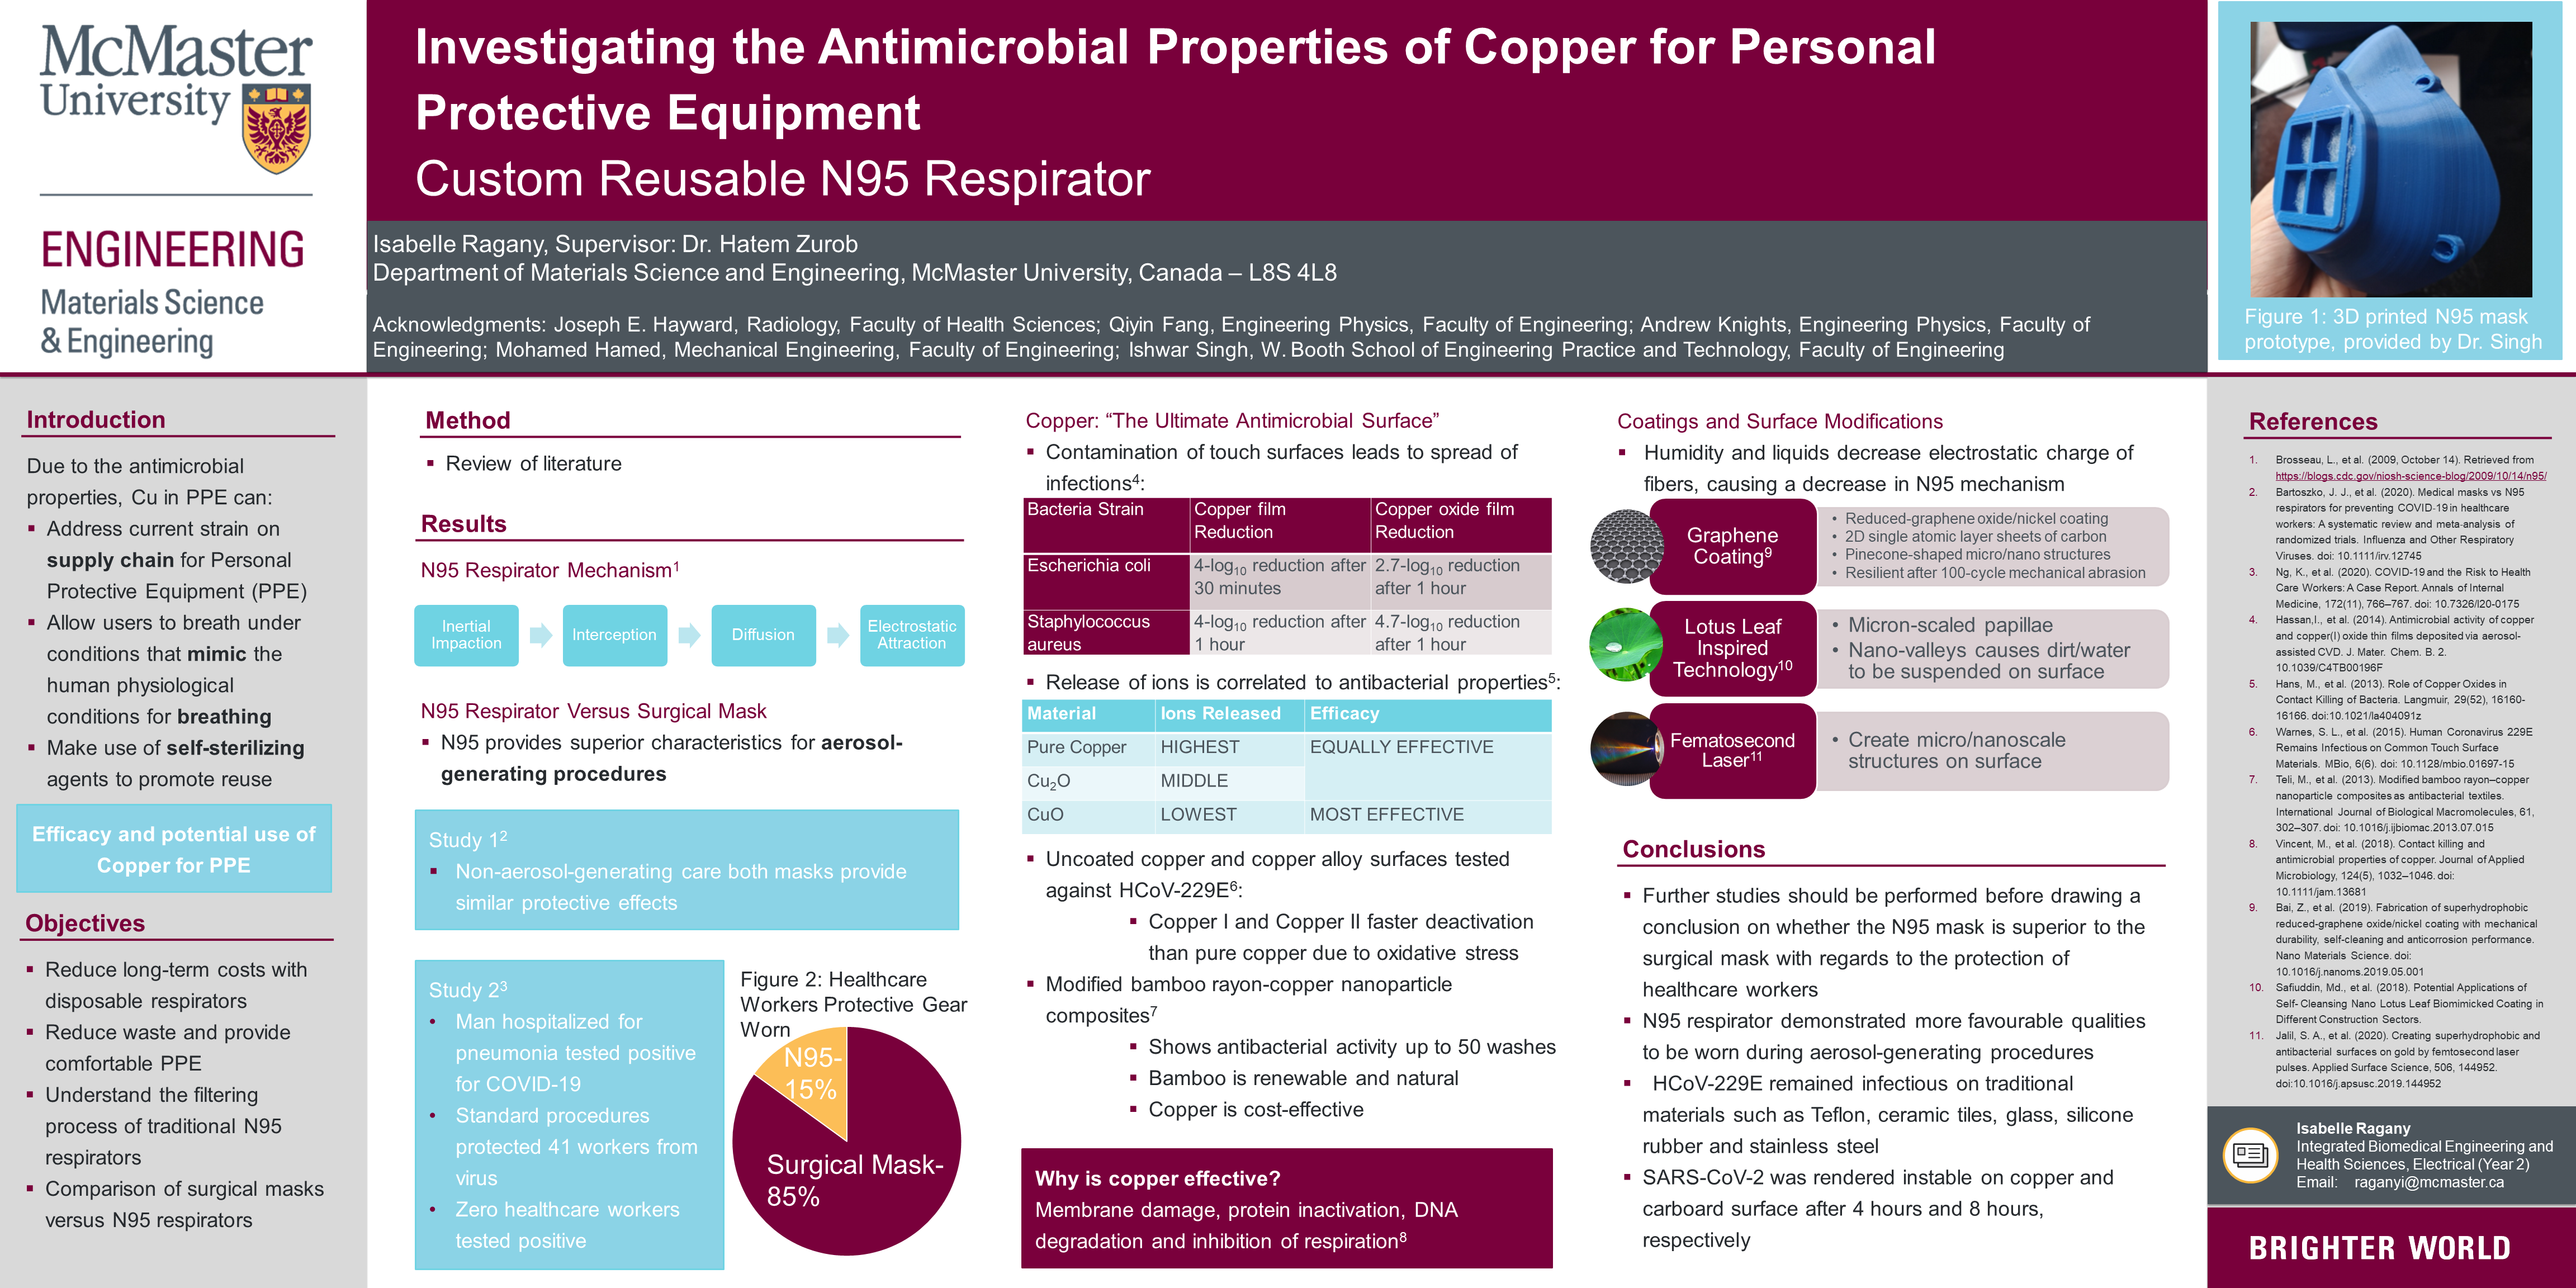 McMaster
University
ENGINEERING
Materials Science
& Engineering
Investigating the Antimicrobial Properties of Copper for Personal
Protective Equipment
Custom Reusable N95 Respirator
Isabelle Ragany, Supervisor: Dr. Hatem Zurob
Department of Materials Science and Engineering, McMaster University, Canada – L8S 4L8
Acknowledgments: Joseph E. Hayward, Radiology, Faculty of Health Sciences; Qiyin Fang, Engineering Physics, Faculty of Engineering; Andrew Knights, Engineering Physics, Faculty of
Engineering; Mohamed Hamed, Mechanical Engineering, Faculty of Engineering; Ishwar Singh, W. Booth School of Engineering Practice and Technology, Faculty of Engineering
Figure 1: 3D printed N95 mask
prototype, provided by Dr. Singh
Introduction
Due to the antimicrobial
properties, Cu in PPE can:
▪ Address current strain on
supply chain for Personal
Protective Equipment (PPE)
▪ Allow users to breath under
conditions that mimic the
human physiological
conditions for breathing
▪ Make use of self-sterilizing
agents to promote reuse
Efficacy and potential use of
Copper for PPE
Objectives
▪ Reduce long-term costs with
disposable respirators
▪ Reduce waste and provide
comfortable PPE
▪ Understand the filtering
process of traditional N95
respirators
▪ Comparison of surgical masks
versus N95 respirators
Method
▪ Review of literature
Results
N95 Respirator Mechanism¹
Inertial
Impaction
Interception
Diffusion
Electrostatic
Attraction
N95 Respirator Versus Surgical Mask
▪ N95 provides superior characteristics for aerosol-
generating procedures
Study 1²
▪ Non-aerosol-generating care both masks provide
similar protective effects
Study 2³
• Man hospitalized for
pneumonia tested positive
for COVID-19
• Standard procedures
protected 41 workers from
virus
• Zero healthcare workers
tested positive
Figure 2: Healthcare
Workers Protective Gear
Worn
N95-
15%
Surgical Mask-
85%
Copper: “The Ultimate Antimicrobial Surface”
▪ Contamination of touch surfaces leads to spread of
infections⁴:
Bacteria Strain
Copper film
Reduction
Copper oxide film
Reduction
Escherichia coli
4-log₁₀ reduction after
30 minutes
2.7-log₁₀ reduction
after 1 hour
Staphylococcus
aureus
4-log₁₀ reduction after
1 hour
4.7-log₁₀ reduction
after 1 hour
▪ Release of ions is correlated to antibacterial properties⁵:
Material Ions Released Efficacy
Pure Copper HIGHEST EQUALLY EFFECTIVE
Cu₂O MIDDLE
CuO LOWEST MOST EFFECTIVE
▪ Uncoated copper and copper alloy surfaces tested
against HCoV-229E⁶:
▪ Copper I and Copper II faster deactivation
than pure copper due to oxidative stress
▪ Modified bamboo rayon-copper nanoparticle
composites⁷
▪ Shows antibacterial activity up to 50 washes
▪ Bamboo is renewable and natural
▪ Copper is cost-effective
Why is copper effective?
Membrane damage, protein inactivation, DNA
degradation and inhibition of respiration⁸
Coatings and Surface Modifications
▪ Humidity and liquids decrease electrostatic charge of
fibers, causing a decrease in N95 mechanism
Graphene
Coating⁹
• Reduced-graphene oxide/nickel coating
• 2D single atomic layer sheets of carbon
• Pinecone-shaped micro/nano structures
• Resilient after 100-cycle mechanical abrasion
Lotus Leaf
Inspired
Technology¹⁰
• Micron-scaled papillae
• Nano-valleys causes dirt/water
to be suspended on surface
Fematosecond
Laser¹¹
• Create micro/nanoscale
structures on surface
Conclusions
▪ Further studies should be performed before drawing a
conclusion on whether the N95 mask is superior to the
surgical mask with regards to the protection of
healthcare workers
▪ N95 respirator demonstrated more favourable qualities
to be worn during aerosol-generating procedures
▪ HCoV-229E remained infectious on traditional
materials such as Teflon, ceramic tiles, glass, silicone
rubber and stainless steel
▪ SARS-CoV-2 was rendered instable on copper and
carboard surface after 4 hours and 8 hours,
respectively
References
1. Brosseau, L., et al. (2009, October 14). Retrieved from
https://blogs.cdc.gov/niosh-science-blog/2009/10/14/n95/
2. Bartoszko, J. J., et al. (2020). Medical masks vs N95
respirators for preventing COVID-19 in healthcare
workers: A systematic review and meta-analysis of
randomized trials. Influenza and Other Respiratory
Viruses. doi: 10.1111/irv.12745
3. Ng, K., et al. (2020). COVID-19 and the Risk to Health
Care Workers: A Case Report. Annals of Internal
Medicine, 172(11), 766–767. doi: 10.7326/l20-0175
4. Hassan,I., et al. (2014). Antimicrobial activity of copper
and copper(I) oxide thin films deposited via aerosol-
assisted CVD. J. Mater. Chem. B. 2.
10.1039/C4TB00196F
5. Hans, M., et al. (2013). Role of Copper Oxides in
Contact Killing of Bacteria. Langmuir, 29(52), 16160-
16166. doi:10.1021/la404091z
6. Warnes, S. L., et al. (2015). Human Coronavirus 229E
Remains Infectious on Common Touch Surface
Materials. MBio, 6(6). doi: 10.1128/mbio.01697-15
7. Teli, M., et al. (2013). Modified bamboo rayon–copper
nanoparticle composites as antibacterial textiles.
International Journal of Biological Macromolecules, 61,
302–307. doi: 10.1016/j.ijbiomac.2013.07.015
8. Vincent, M., et al. (2018). Contact killing and
antimicrobial properties of copper. Journal of Applied
Microbiology, 124(5), 1032–1046. doi:
10.1111/jam.13681
9. Bai, Z., et al. (2019). Fabrication of superhydrophobic
reduced-graphene oxide/nickel coating with mechanical
durability, self-cleaning and anticorrosion performance.
Nano Materials Science. doi:
10.1016/j.nanoms.2019.05.001
10. Safiuddin, Md., et al. (2018). Potential Applications of
Self- Cleansing Nano Lotus Leaf Biomimicked Coating in
Different Construction Sectors.
11. Jalil, S. A., et al. (2020). Creating superhydrophobic and
antibacterial surfaces on gold by femtosecond laser
pulses. Applied Surface Science, 506, 144952.
doi:10.1016/j.apsusc.2019.144952
Isabelle Ragany
Integrated Biomedical Engineering and
Health Sciences, Electrical (Year 2)
Email: raganyi@mcmaster.ca
BRIGHTER WORLD